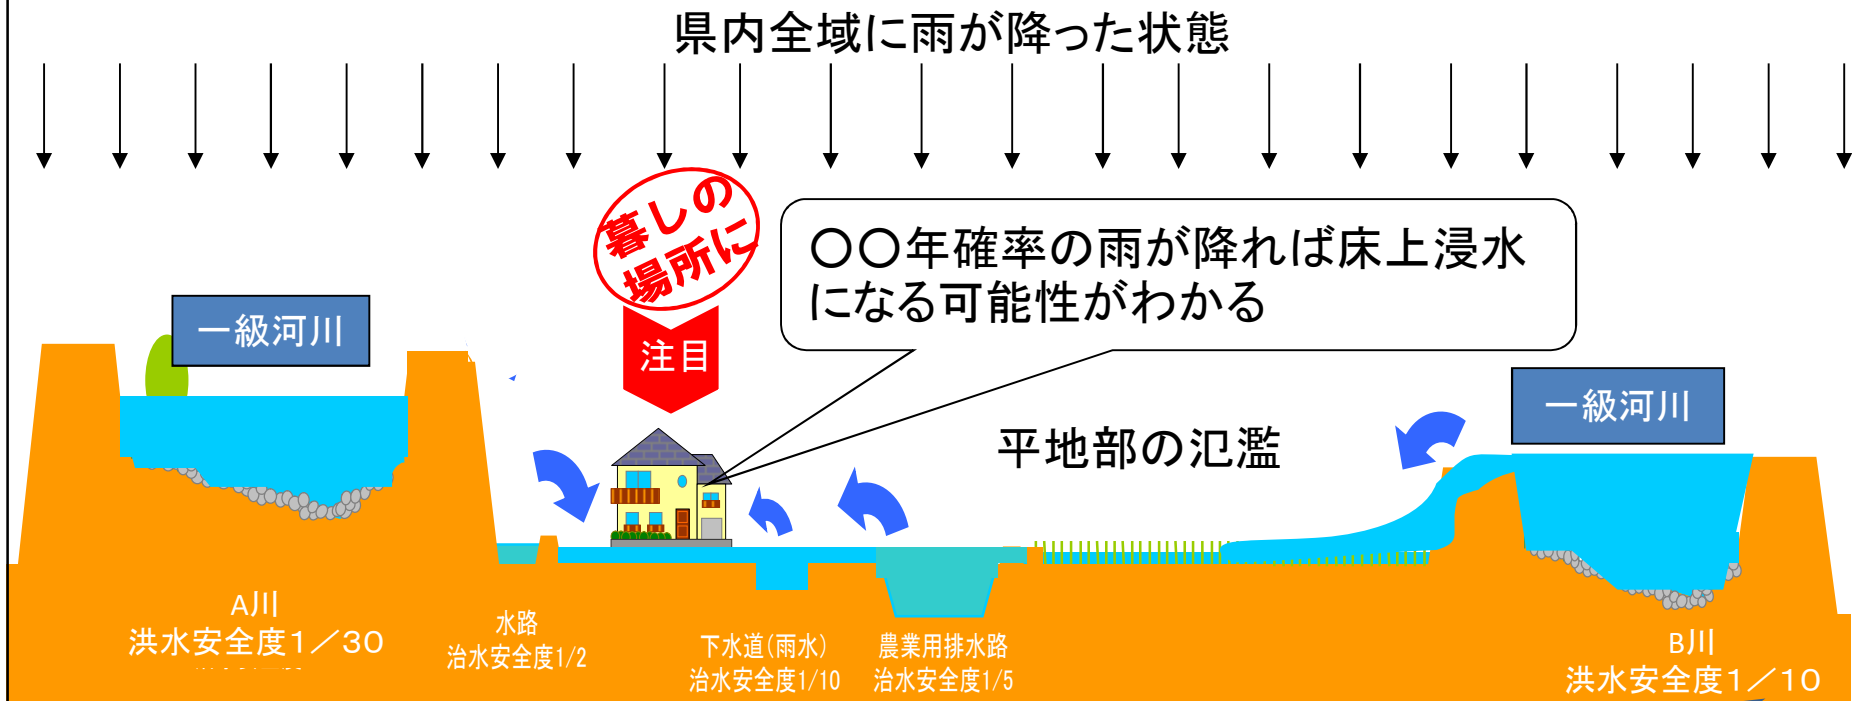 県内全域に雨が降った状態
暮しの
場所に
注目
〇〇年確率の雨が降れば床上浸水
になる可能性がわかる
一級河川
一級河川
平地部の氾濫
A川
洪水安全度１／３０
水路
治水安全度1/2
下水道(雨水)
治水安全度1/10
農業用排水路
治水安全度1/5
B川
洪水安全度１／１０